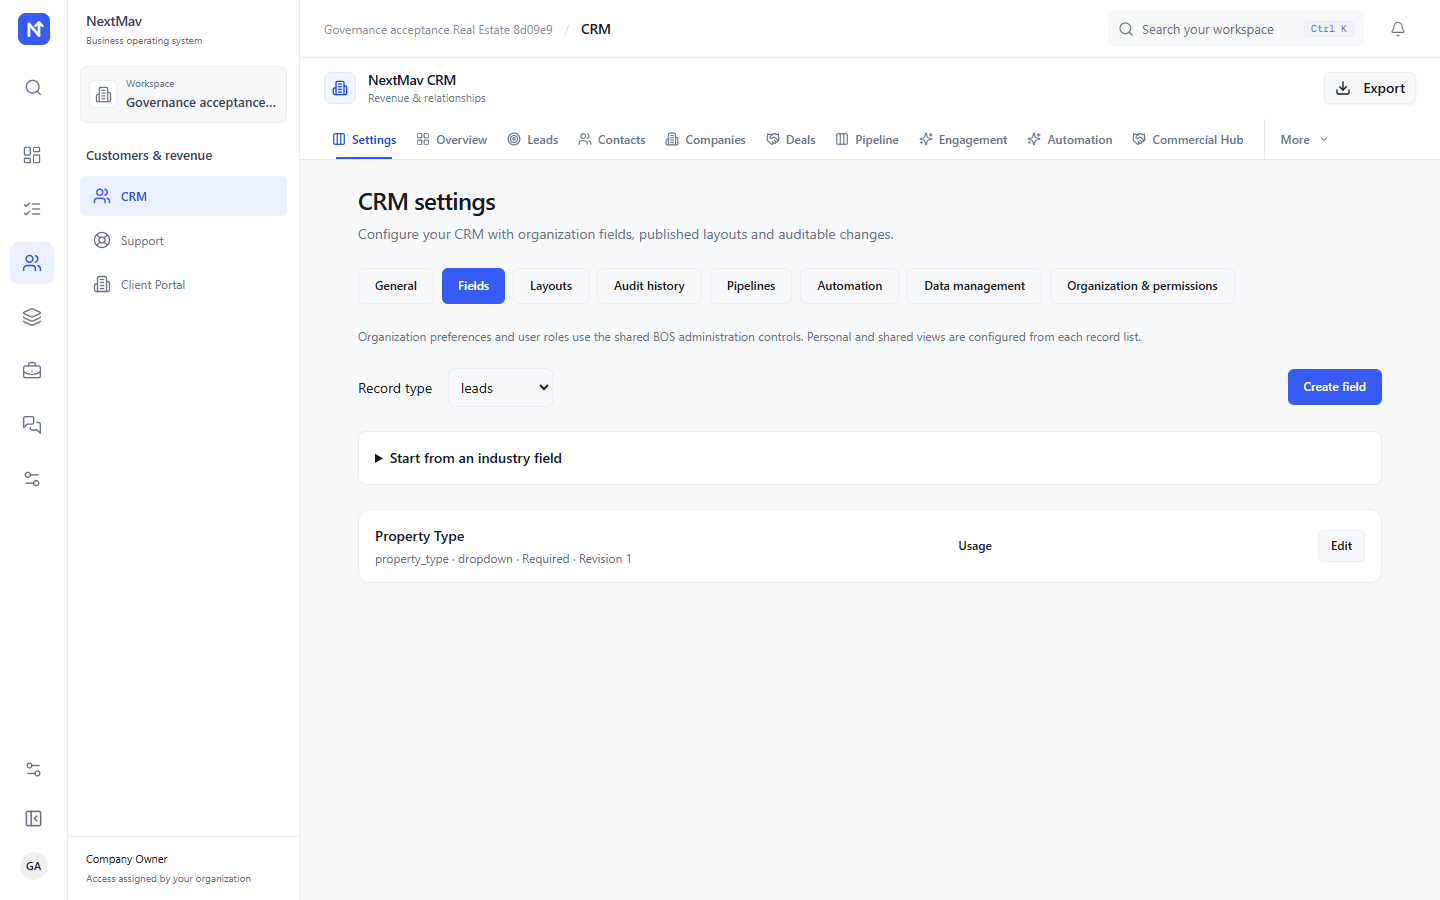 NextMav
Business operating system
Workspace
Governance acceptance...
Customers & revenue
CRM
Support
Client Portal
Company Owner
Access assigned by your organization
GA
Governance acceptance Real Estate 8d09e9 / CRM
Search your workspace
Ctrl K
NextMav CRM
Revenue & relationships
Export
Settings
Overview
Leads
Contacts
Companies
Deals
Pipeline
Engagement
Automation
Commercial Hub
More
CRM settings
Configure your CRM with organization fields, published layouts and auditable changes.
General
Fields
Layouts
Audit history
Pipelines
Automation
Data management
Organization & permissions
Organization preferences and user roles use the shared BOS administration controls. Personal and shared views are configured from each record list.
Record type
leads
Create field
Start from an industry field
Property Type
property_type · dropdown · Required · Revision 1
Usage
Edit